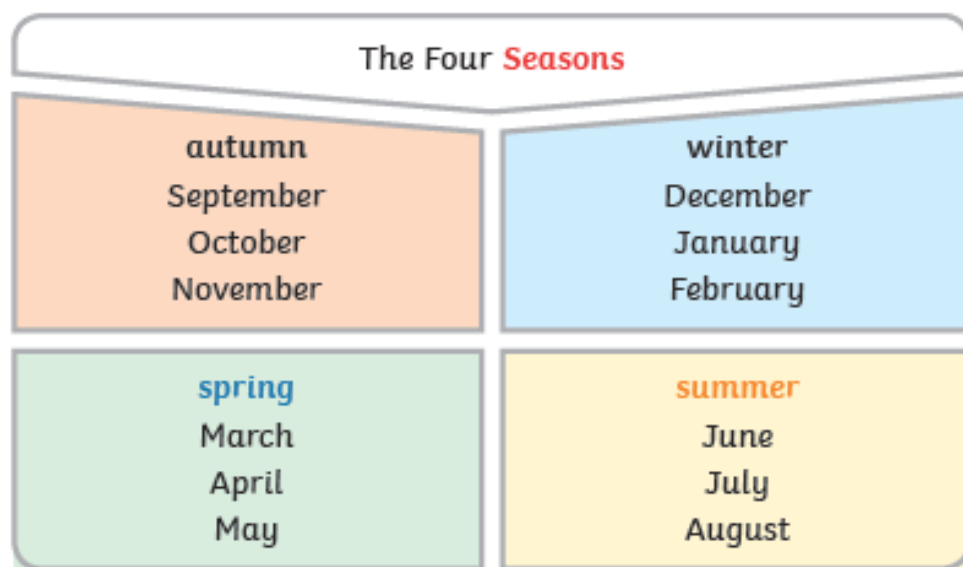 The Four Seasons
autumn
September
October
November
winter
December
January
February
spring
March
April
May
summer
June
July
August